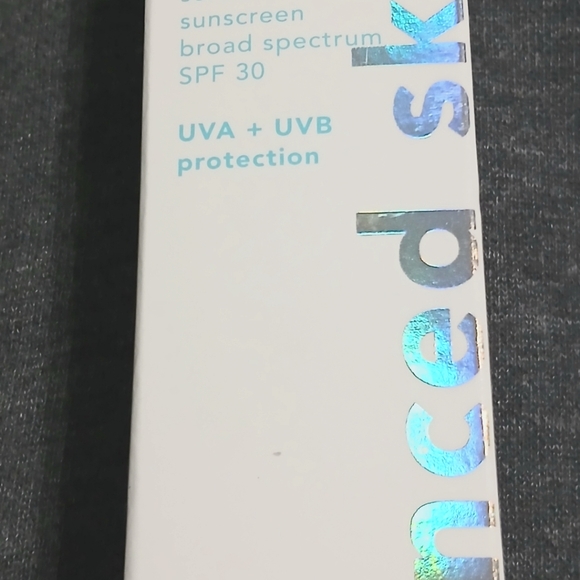 sunscreen
broad spectrum
SPF 30
UVA + UVB
protection
nced sk